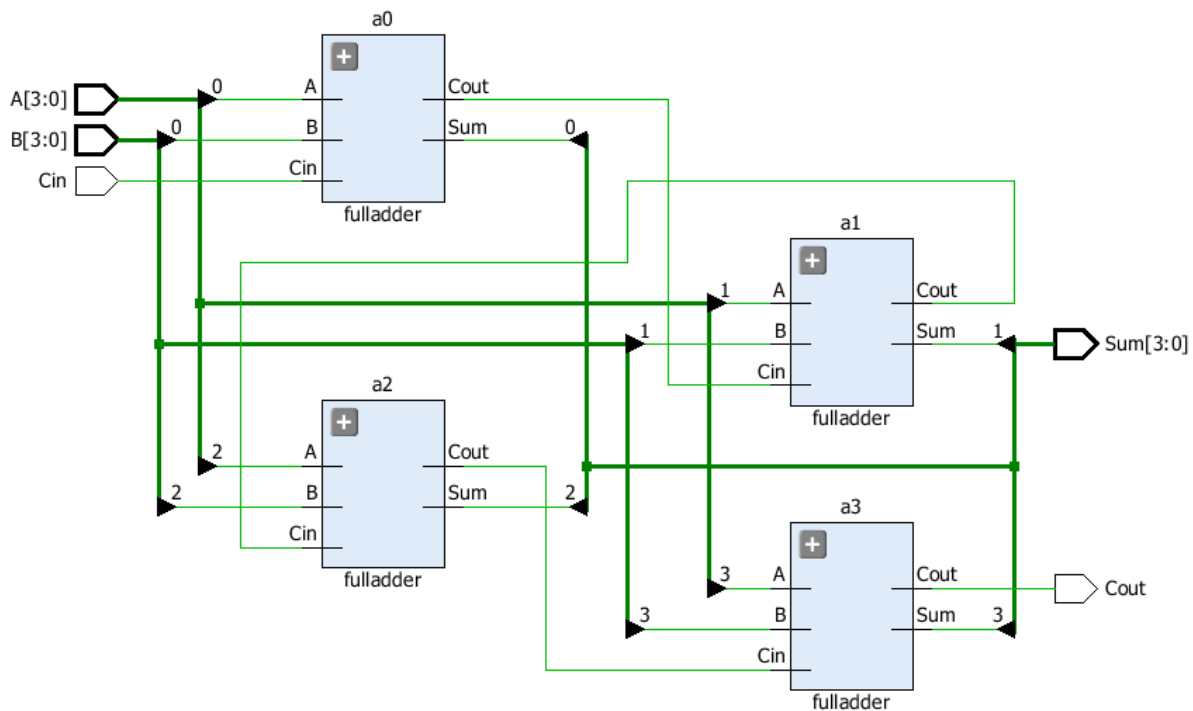 a0
A[3:0]
0
A
Cout
B[3:0]
0
B
Sum
0
Cin
Cin
fulladder
a1
1
A
Cout
1
B
Sum
1
Sum[3:0]
Cin
fulladder
a2
2
A
Cout
2
B
Sum
2
Cin
fulladder
a3
3
A
Cout
Cout
3
B
Sum
3
Cin
fulladder